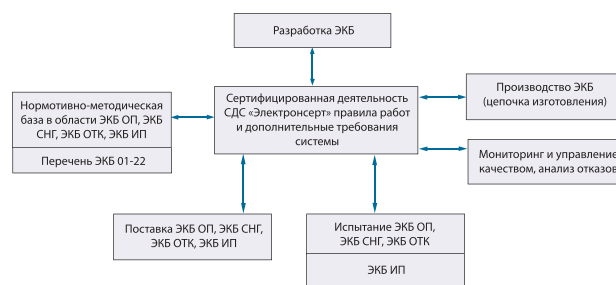 Разработка ЭКБ
Нормативно-методическая
база в области ЭКБ ОП, ЭКБ
СНГ, ЭКБ ОТК, ЭКБ ИП
Перечень ЭКБ 01-22
Сертифицированная деятельность
СДС «Электронсерт» правила работ
и дополнительные требования
системы
Производство ЭКБ
(цепочка изготовления)
Мониторинг и управление
качеством, анализ отказов
Поставка ЭКБ ОП, ЭКБ СНГ,
ЭКБ ОТК, ЭКБ ИП
Испытание ЭКБ ОП,
ЭКБ СНГ, ЭКБ ОТК
ЭКБ ИП